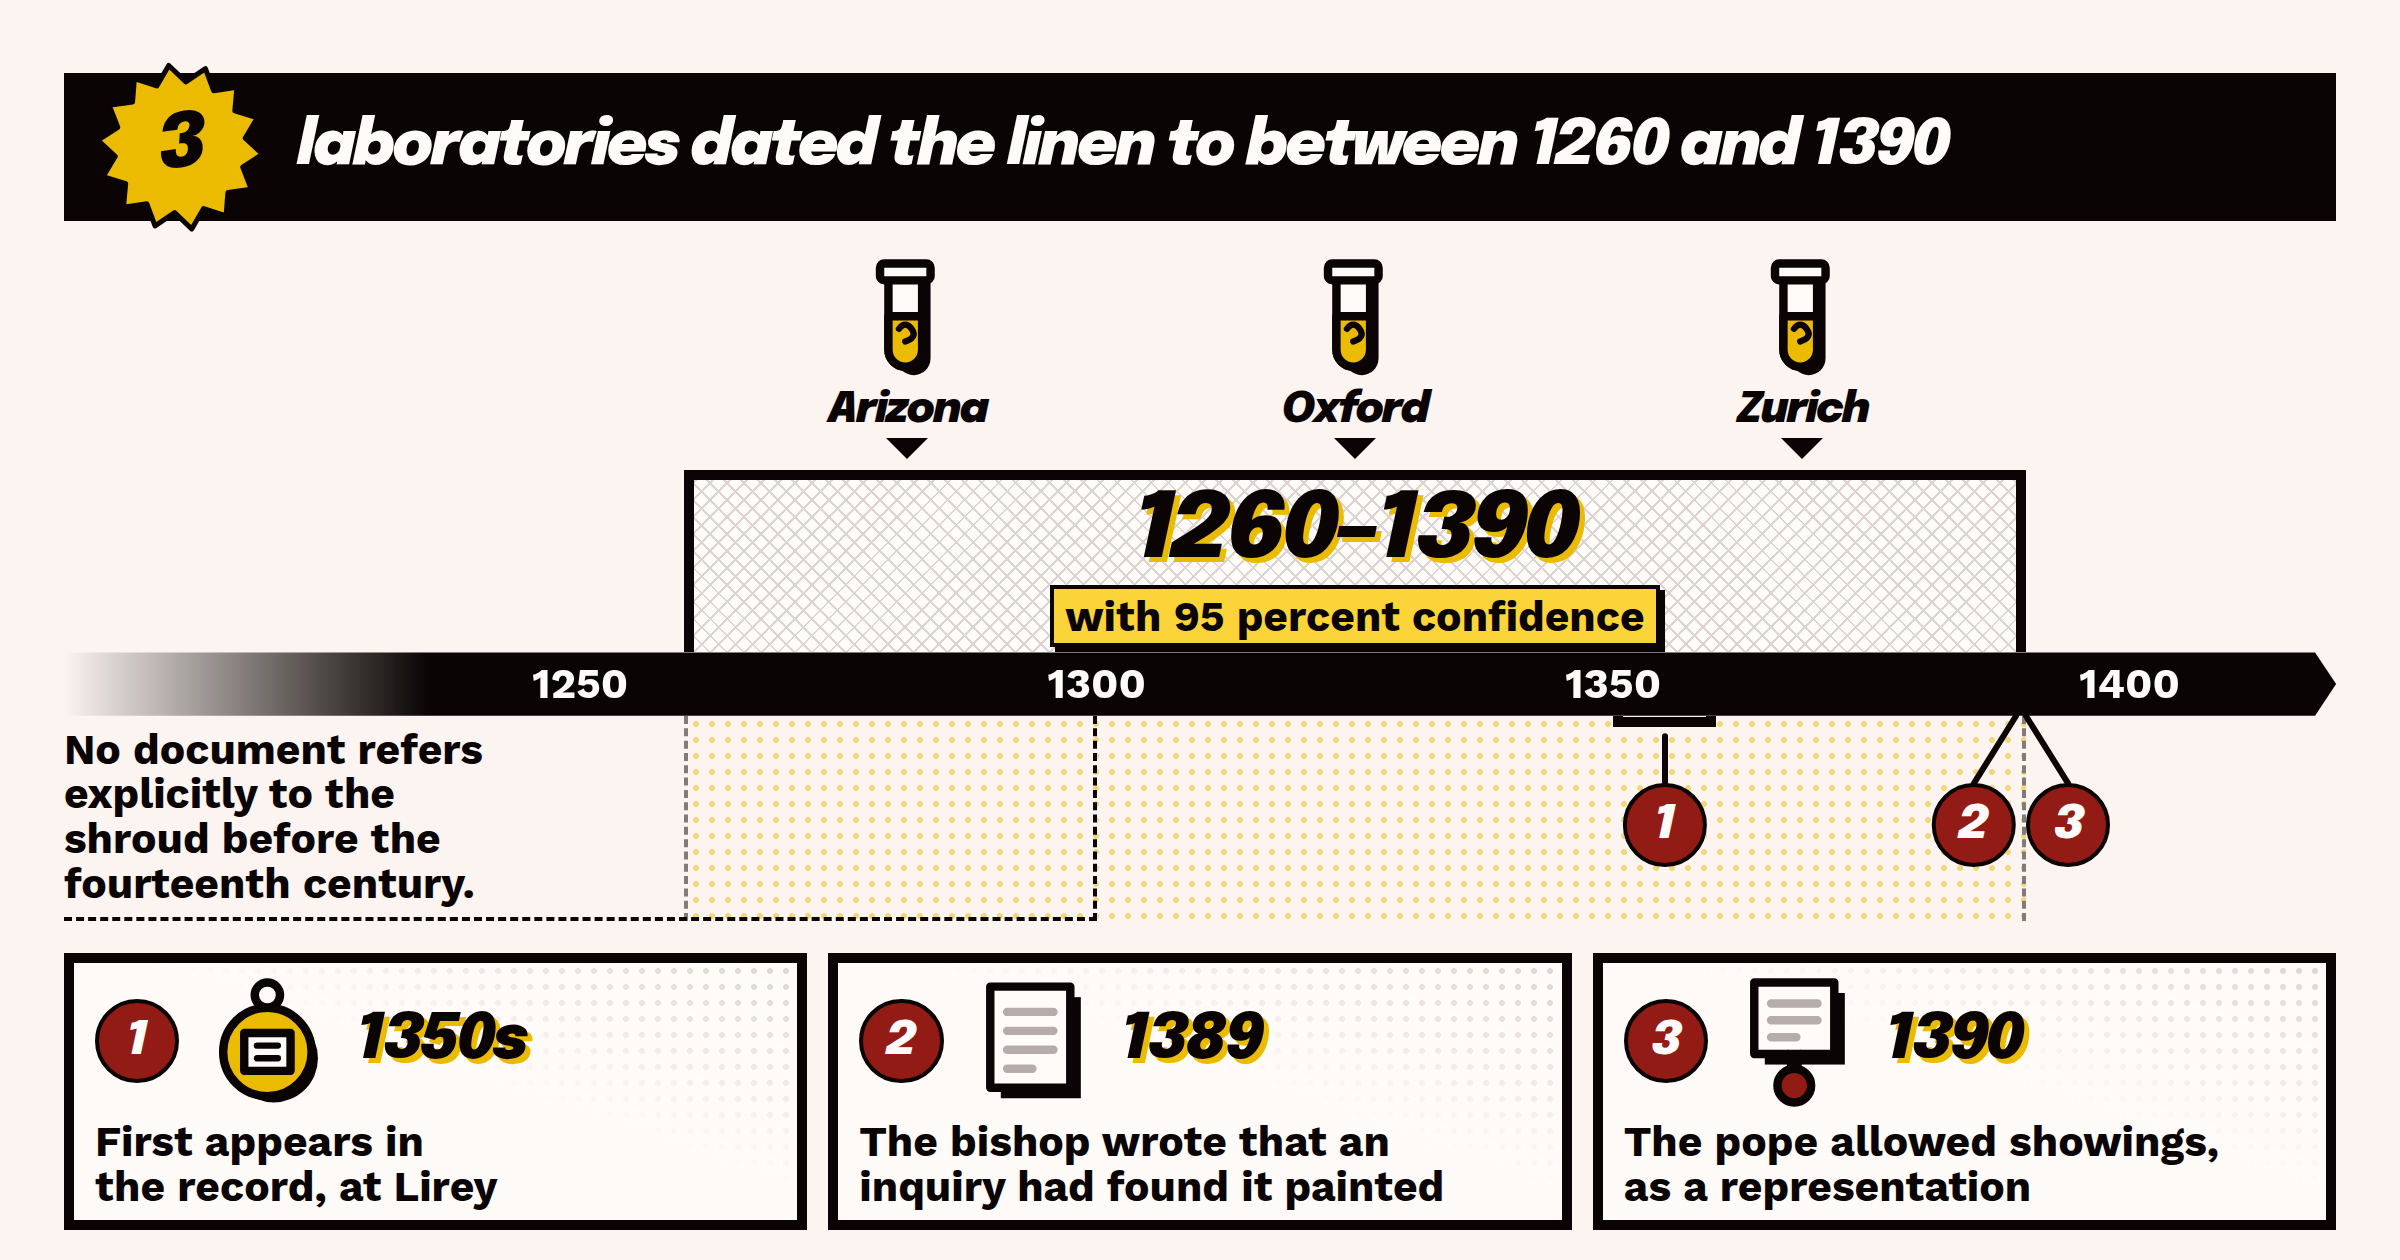 3 laboratories dated the linen to between 1260 and 1390
Arizona
Oxford
Zurich
1260–1390
with 95 percent confidence
1250
1300
1350
1400
No document refers
explicitly to the
shroud before the
fourteenth century.
1
2
3
1
1350s
First appears in
the record, at Lirey
2
1389
The bishop wrote that an
inquiry had found it painted
3
1390
The pope allowed showings,
as a representation